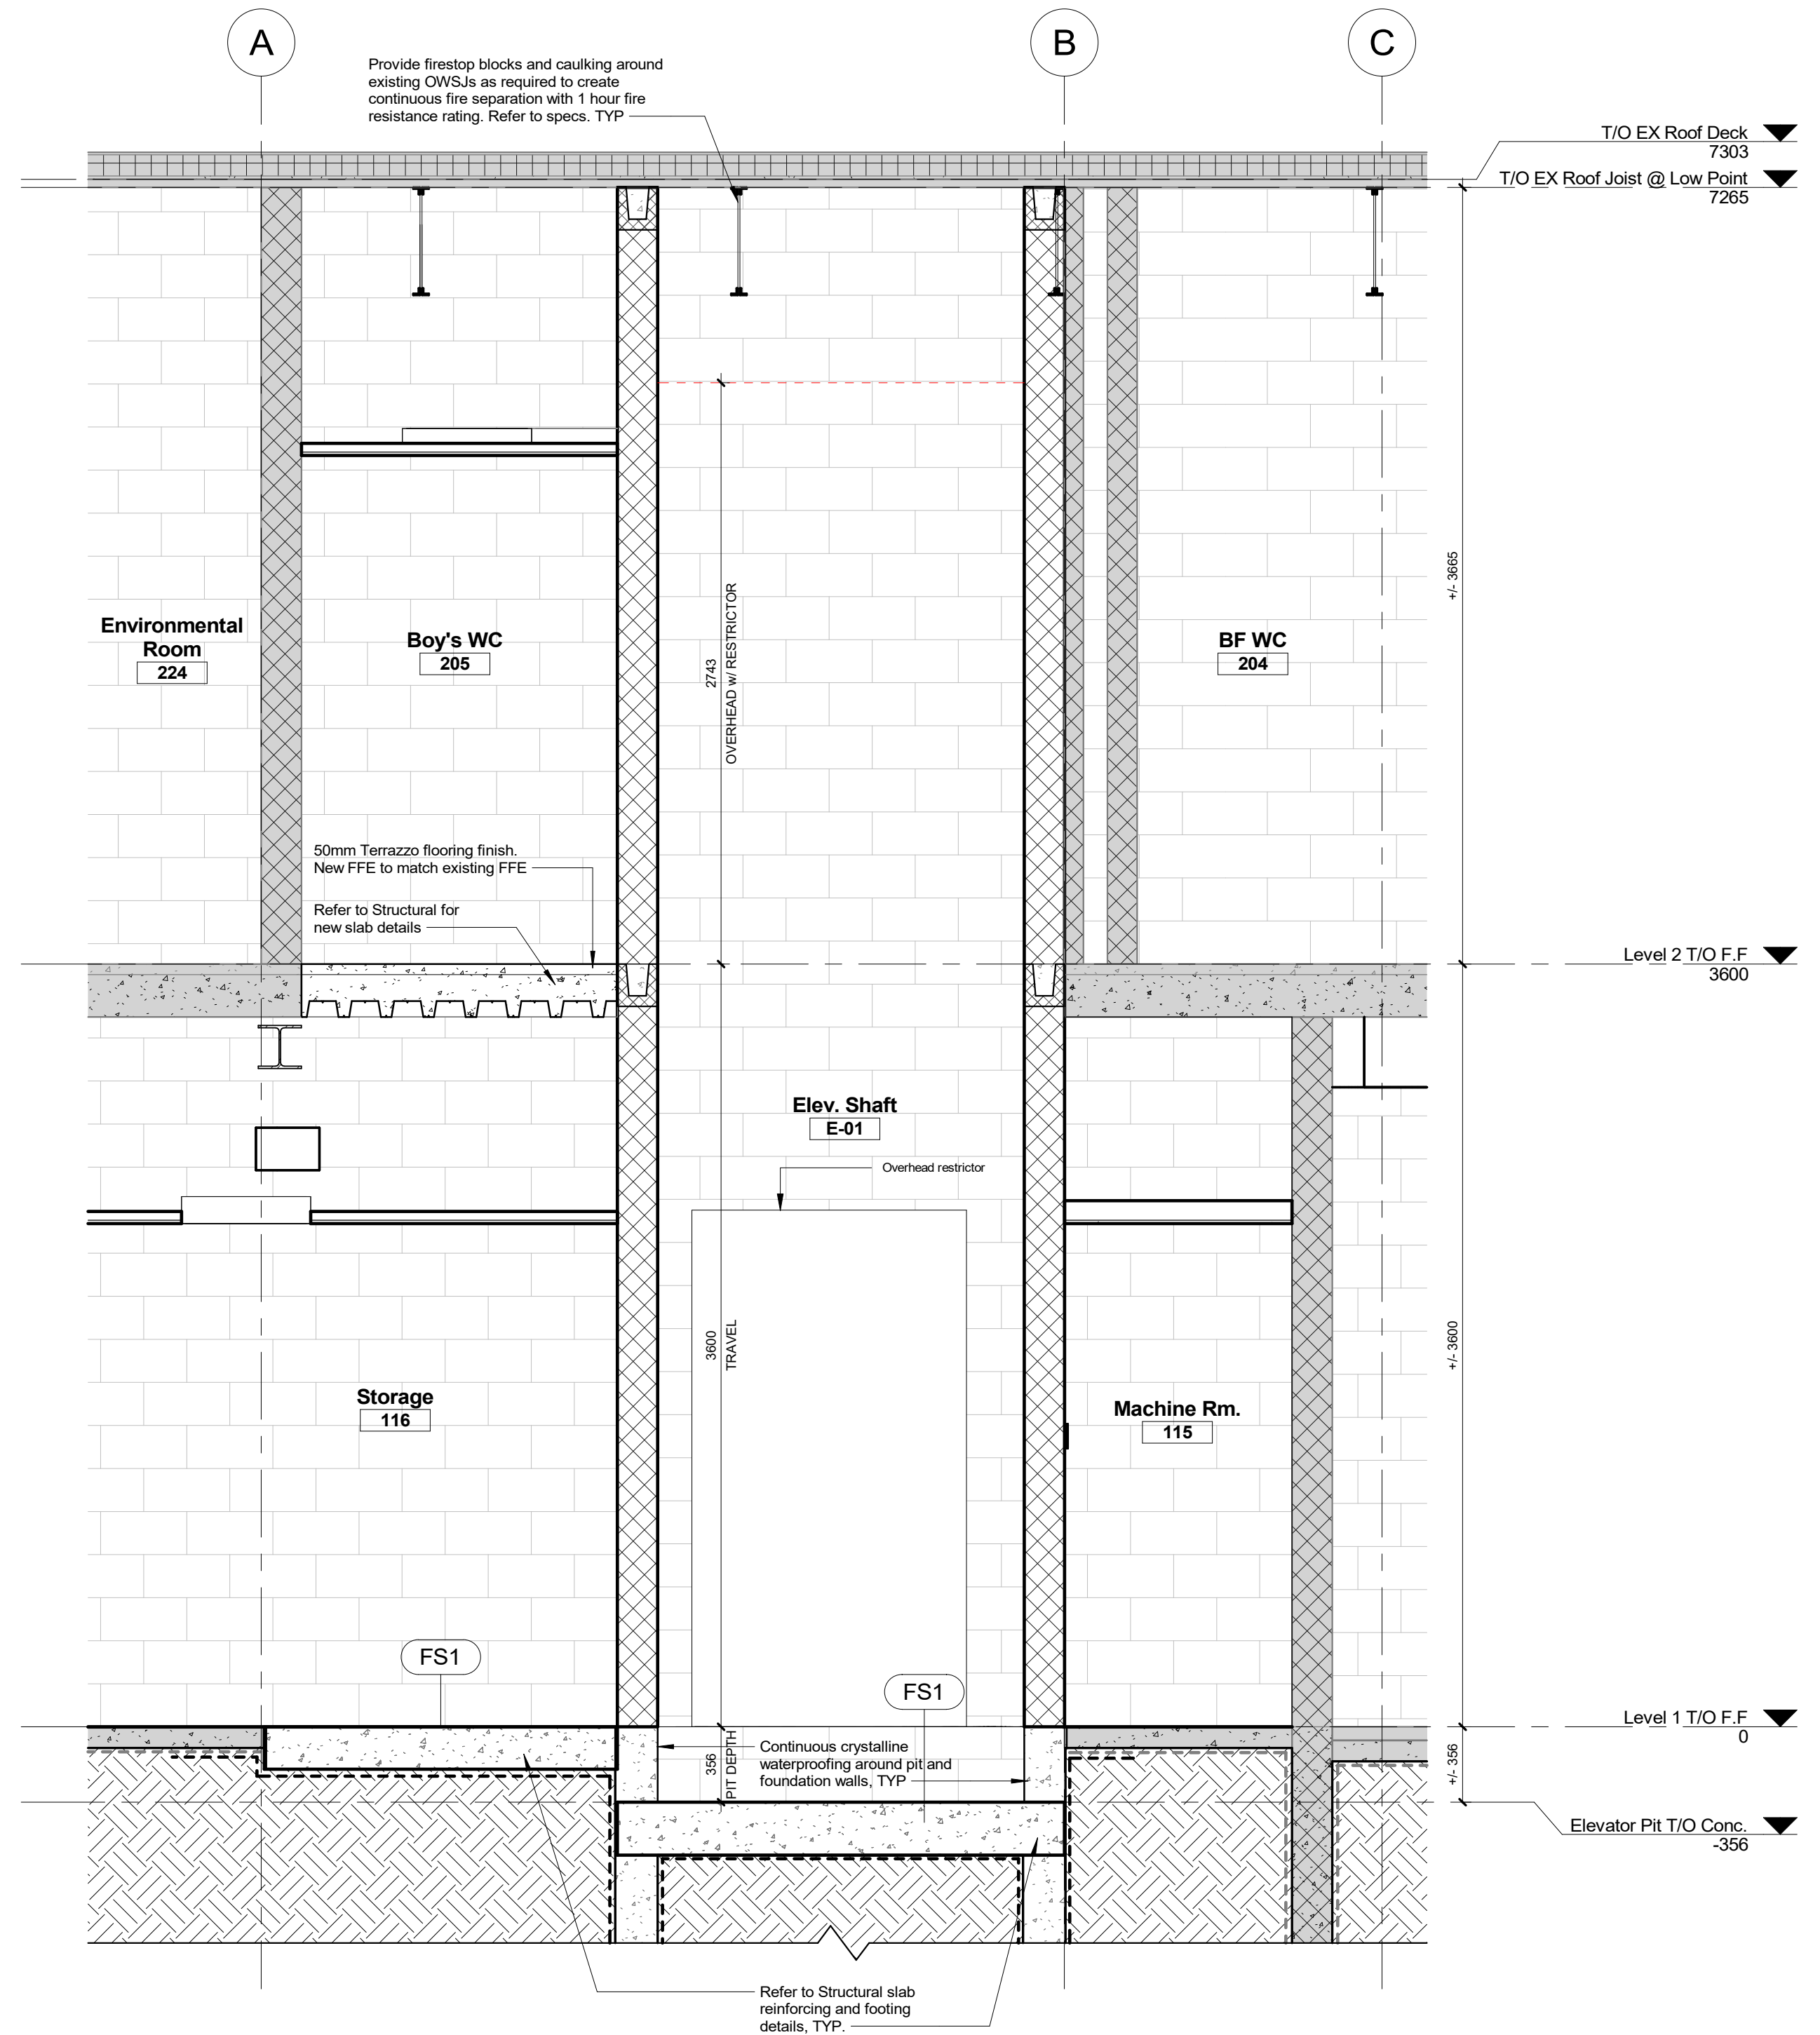 A
B
C
Provide firestop blocks and caulking around
existing OWSJs as required to create
continuous fire separation with 1 hour fire
resistance rating. Refer to specs. TYP
T/O EX Roof Deck
7303
T/O EX Roof Joist @ Low Point
7265
+/- 3665
Environmental
Room
224
Boy's WC
205
2743
OVERHEAD w/ RESTRICTOR
BF WC
204
50mm Terrazzo flooring finish.
New FFE to match existing FFE
Refer to Structural for
new slab details
Level 2 T/O F.F
3600
Elev. Shaft
E-01
Overhead restrictor
3600
TRAVEL
+/- 3600
Storage
116
Machine Rm.
115
FS1
FS1
Level 1 T/O F.F
0
356
PIT DEPTH
Continuous crystalline
waterproofing around pit and
foundation walls, TYP
+/- 356
Elevator Pit T/O Conc.
-356
Refer to Structural slab
reinforcing and footing
details, TYP.